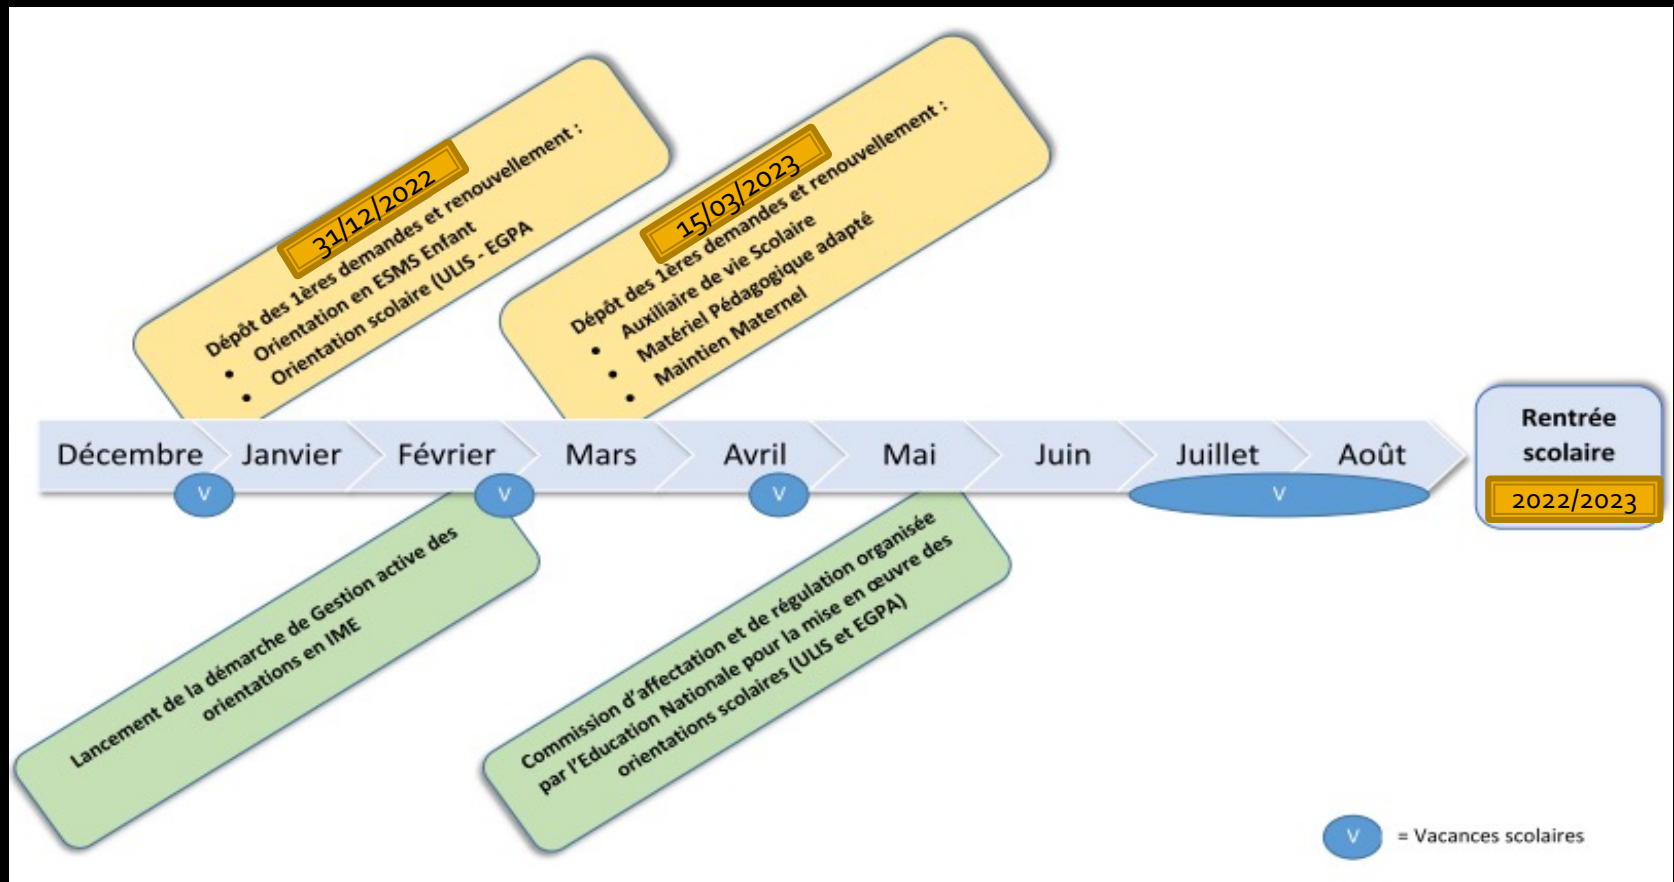 31/12/2022
Dépôt des 1ères demandes et renouvellement :
• Orientation en ESMS Enfant
• Orientation scolaire (ULIS - EGPA
15/03/2023
Dépôt des 1ères demandes et renouvellement :
• Auxiliaire de vie Scolaire
• Matériel Pédagogique adapté
• Maintien Maternel
Décembre Janvier Février Mars Avril Mai Juin Juillet Août
V V V V
Rentrée
scolaire
2022/2023
Lancement de la démarche de Gestion active des
orientations en IME
Commission d'affectation et de régulation organisée
par l'Education Nationale pour la mise en œuvre des
orientations scolaires (ULIS et EGPA)
V = Vacances scolaires